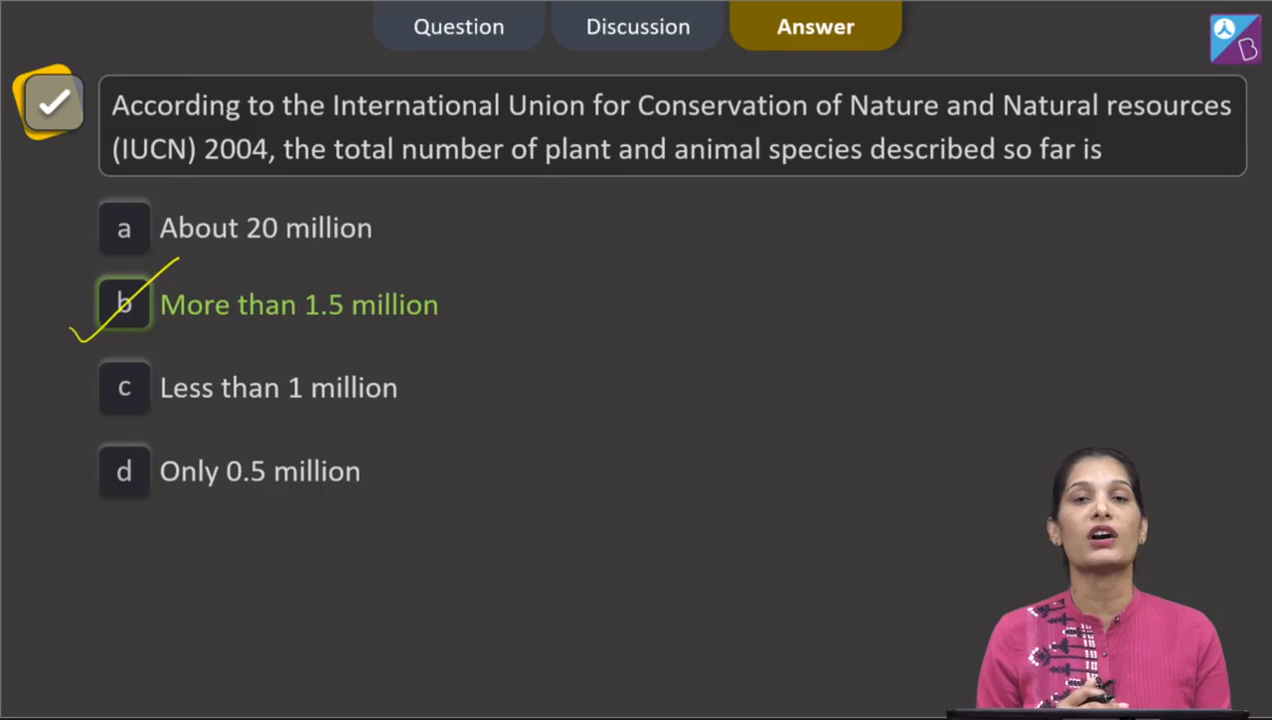 Question Discussion Answer
According to the International Union for Conservation of Nature and Natural resources
(IUCN) 2004, the total number of plant and animal species described so far is
a About 20 million
b More than 1.5 million
c Less than 1 million
d Only 0.5 million
B